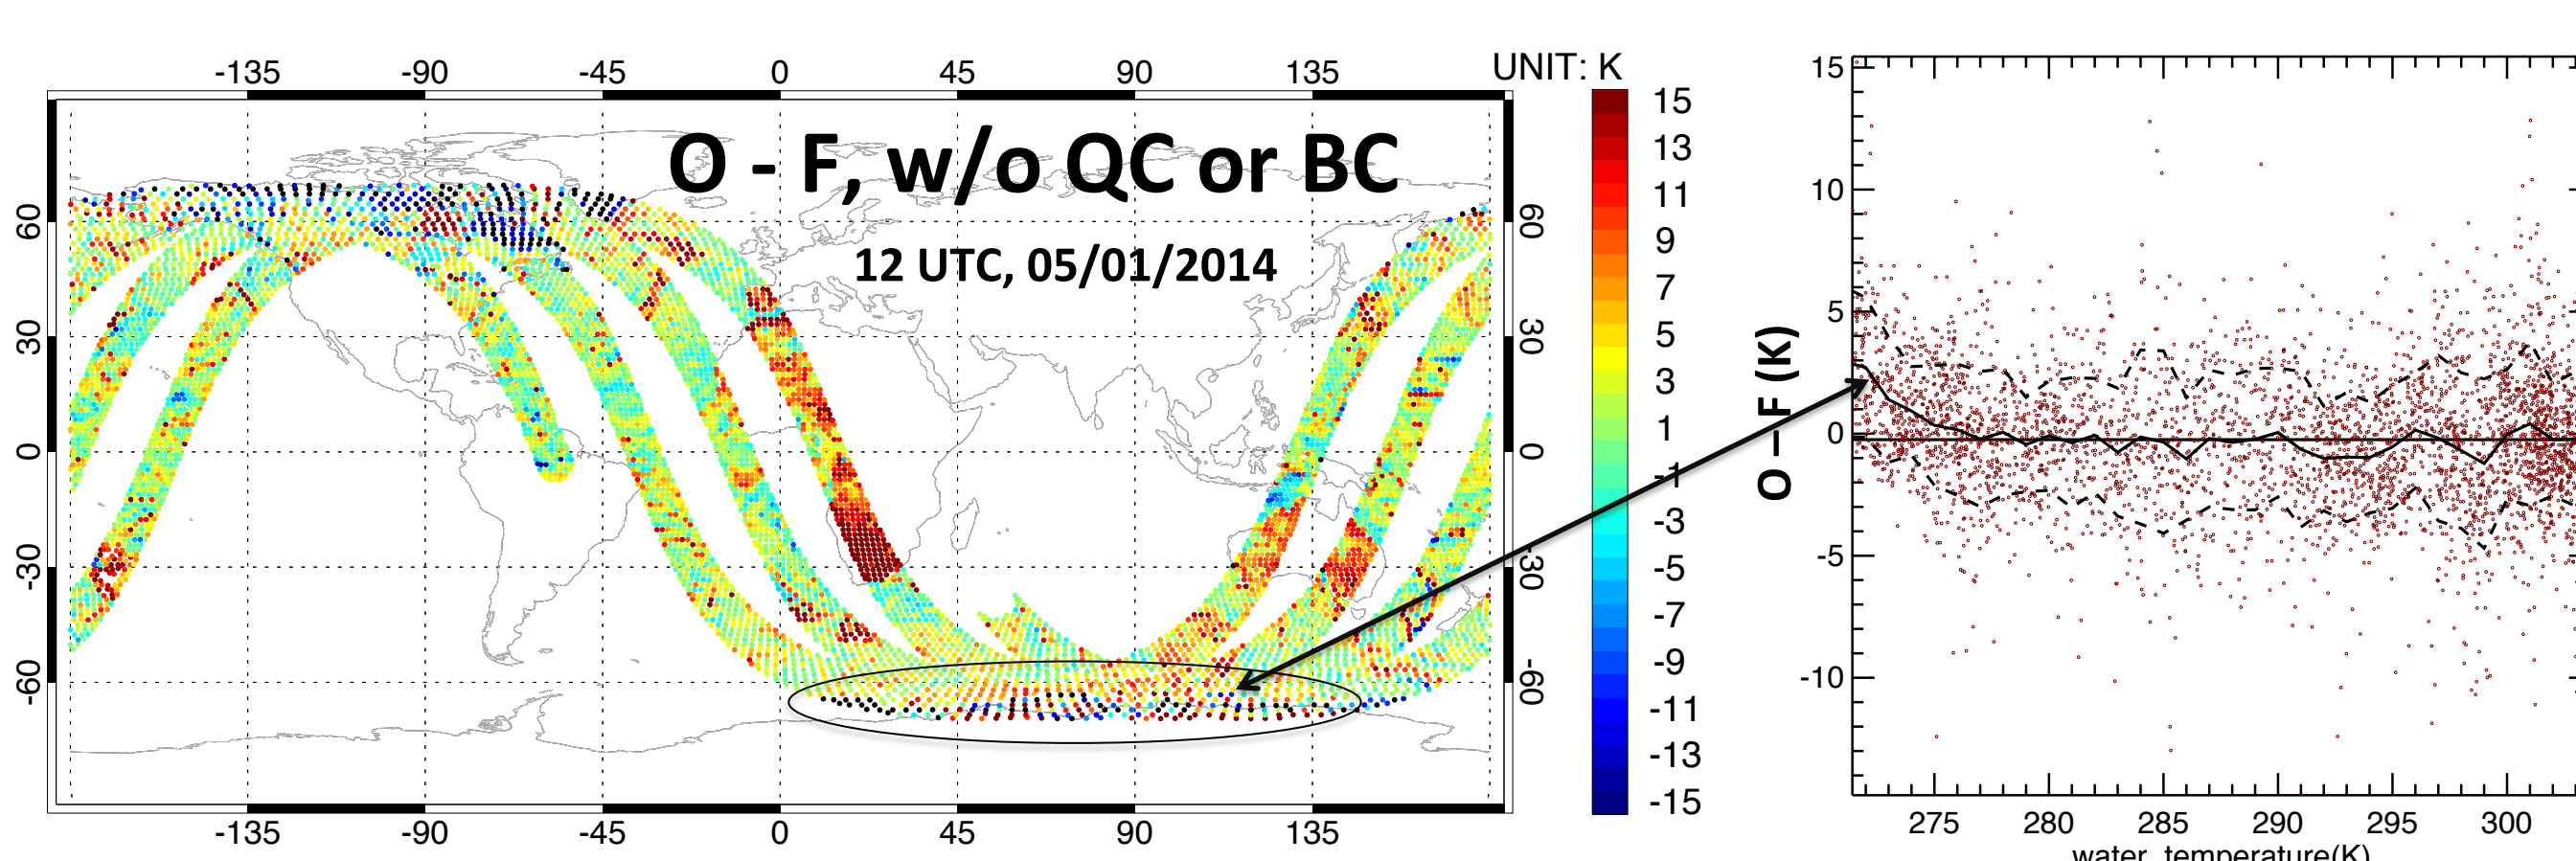 -135 -90 -45 0 45 90 135
UNIT: K
O - F, w/o QC or BC
12 UTC, 05/01/2014
60 30 0 -30 -60
60 30 0 -30 -60
-135 -90 -45 0 45 90 135
15
13
11
9
7
5
3
1
-1
-3
-5
-7
-9
-11
-13
-15
O – F (K)
15
10
5
0
-5
-10
275 280 285 290 295 300
water temperature(K)